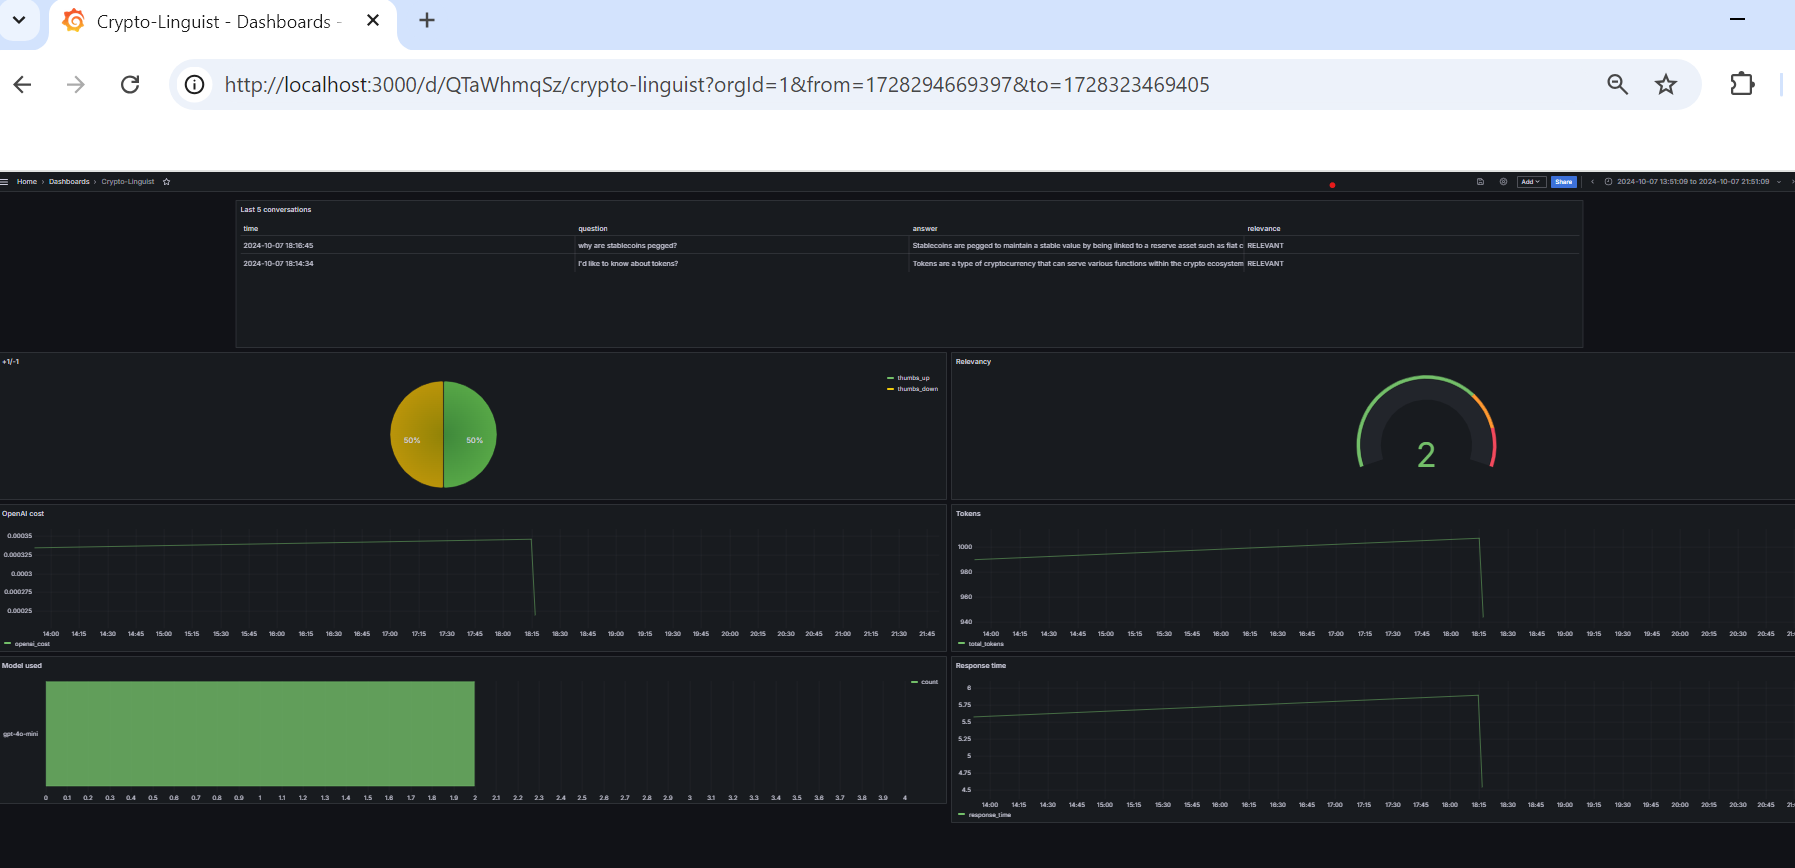 Crypto-Linguist - Dashboards -
http://localhost:3000/d/QTaWhmqSz/crypto-linguist?orgId=1&from=1728294669397&to=1728323469405
Home › Dashboards › Crypto-Linguist
Add
Share
2024-10-07 13:51:09 to 2024-10-07 21:51:09
Last 5 conversations
time question answer relevance
2024-10-07 18:16:45 why are stablecoins pegged? Stablecoins are pegged to maintain a stable value by being linked to a reserve asset such as fiat c RELEVANT
2024-10-07 18:14:34 I'd like to know about tokens? Tokens are a type of cryptocurrency that can serve various functions within the crypto ecosystem RELEVANT
+1/-1
thumbs_up
thumbs_down
50% 50%
Relevancy
2
OpenAI cost
0.00035
0.000325
0.0003
0.000275
0.00025
14:00 14:15 14:30 14:45 15:00 15:15 15:30 15:45 16:00 16:15 16:30 16:45 17:00 17:15 17:30 17:45 18:00 18:15 18:30 18:45 19:00 19:15 19:30 19:45 20:00 20:15 20:30 20:45 21:00 21:15 21:30 21:45
openai_cost
Tokens
1000
980
960
940
14:00 14:15 14:30 14:45 15:00 15:15 15:30 15:45 16:00 16:15 16:30 16:45 17:00 17:15 17:30 17:45 18:00 18:15 18:30 18:45 19:00 19:15 19:30 19:45 20:00 20:15 20:30 20:45 21:
total_tokens
Model used
count
gpt-4o-mini
0 0.1 0.2 0.3 0.4 0.5 0.6 0.7 0.8 0.9 1 1.1 1.2 1.3 1.4 1.5 1.6 1.7 1.8 1.9 2 2.1 2.2 2.3 2.4 2.5 2.6 2.7 2.8 2.9 3 3.1 3.2 3.3 3.4 3.5 3.6 3.7 3.8 3.9 4
Response time
6
5.75
5.5
5.25
5
4.75
4.5
14:00 14:15 14:30 14:45 15:00 15:15 15:30 15:45 16:00 16:15 16:30 16:45 17:00 17:15 17:30 17:45 18:00 18:15 18:30 18:45 19:00 19:15 19:30 19:45 20:00 20:15 20:30 20:45 21:
response_time